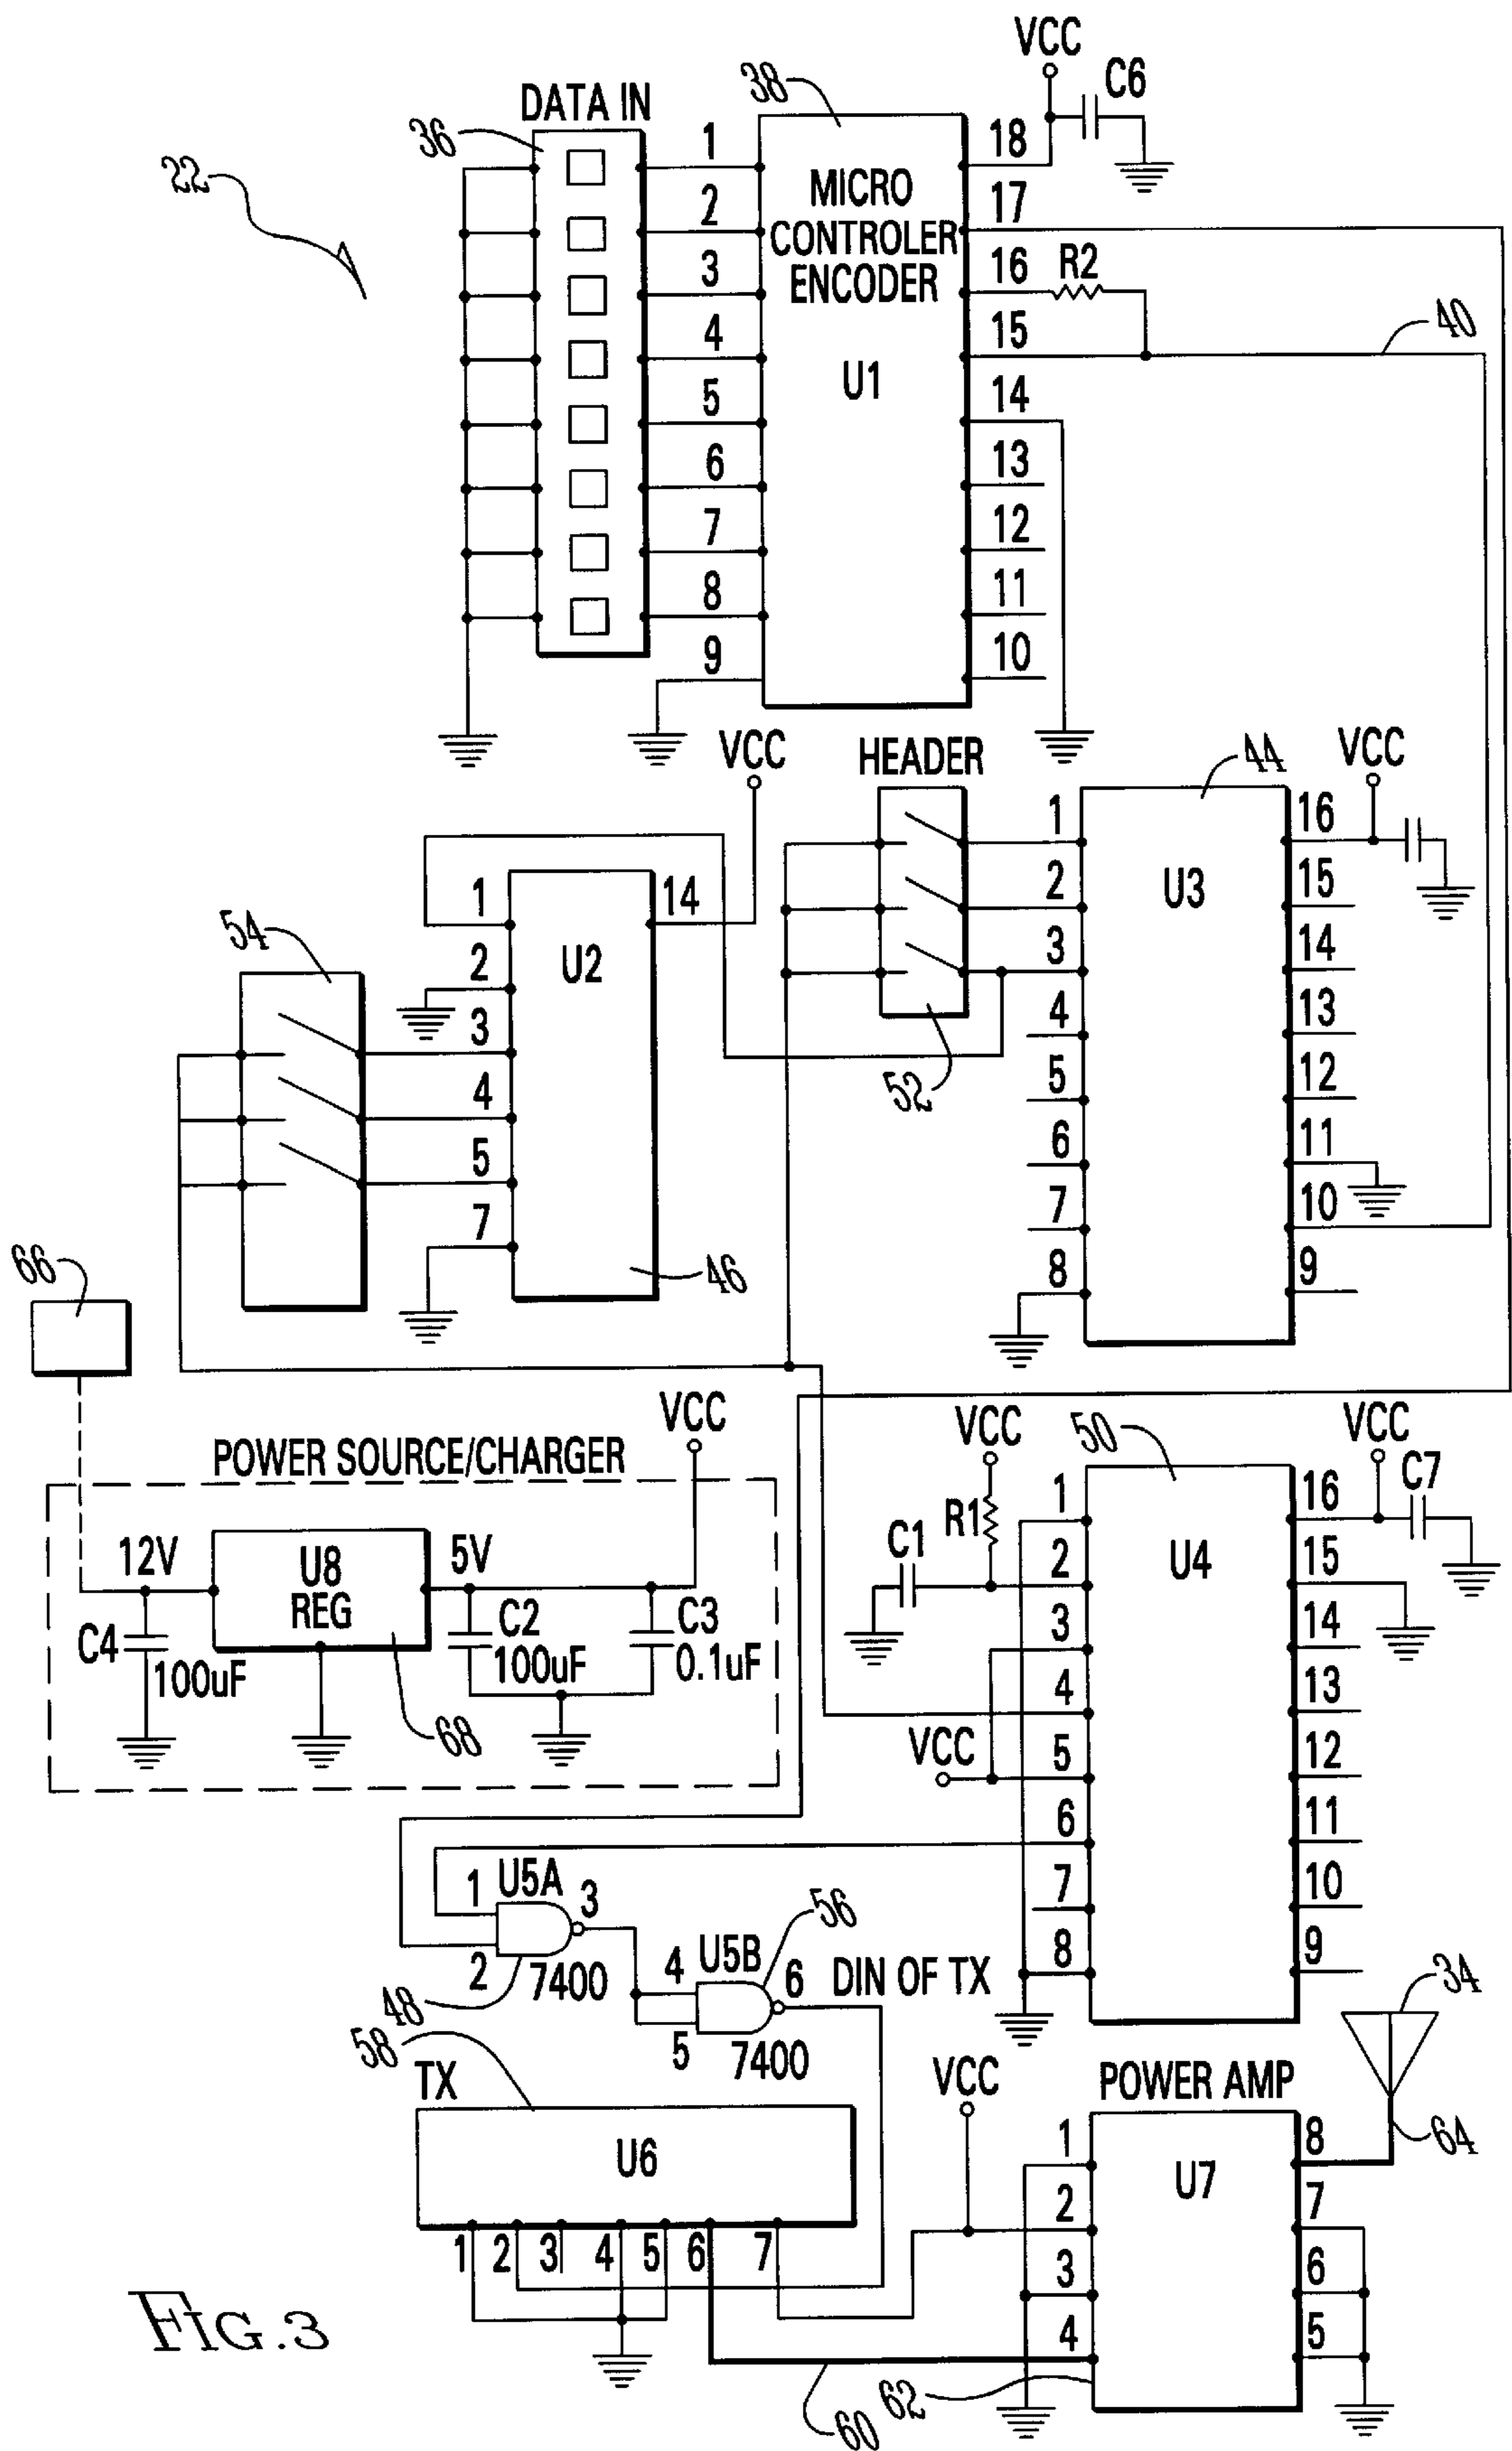 VCC
C6
DATA IN
38
36
22
1
2
3
4
5
6
7
8
9
MICRO
CONTROLER
ENCODER
U1
18
17
16 R2
15
14
13
12
11
10
40
VCC
HEADER
44
VCC
1
2
3
4
5
6
7
8
U3
16
15
14
13
12
11
10
9
52
54
1
2
3
4
5
7
U2
14
46
66
POWER SOURCE/CHARGER
VCC
12V
U8
REG
5V
C4
100uF
C2
100uF
C3
0.1uF
68
VCC
50
VCC
C7
C1
R1
VCC
1
2
3
4
5
6
7
8
U4
16
15
14
13
12
11
10
9
1
2
U5A
3
7400
48
4
5
U5B
6
7400
56
DIN OF TX
58
TX
U6
1 2 3 4 5 6 7
VCC
POWER AMP
34
64
1
2
3
4
U7
8
7
6
5
60
62
FIG.3